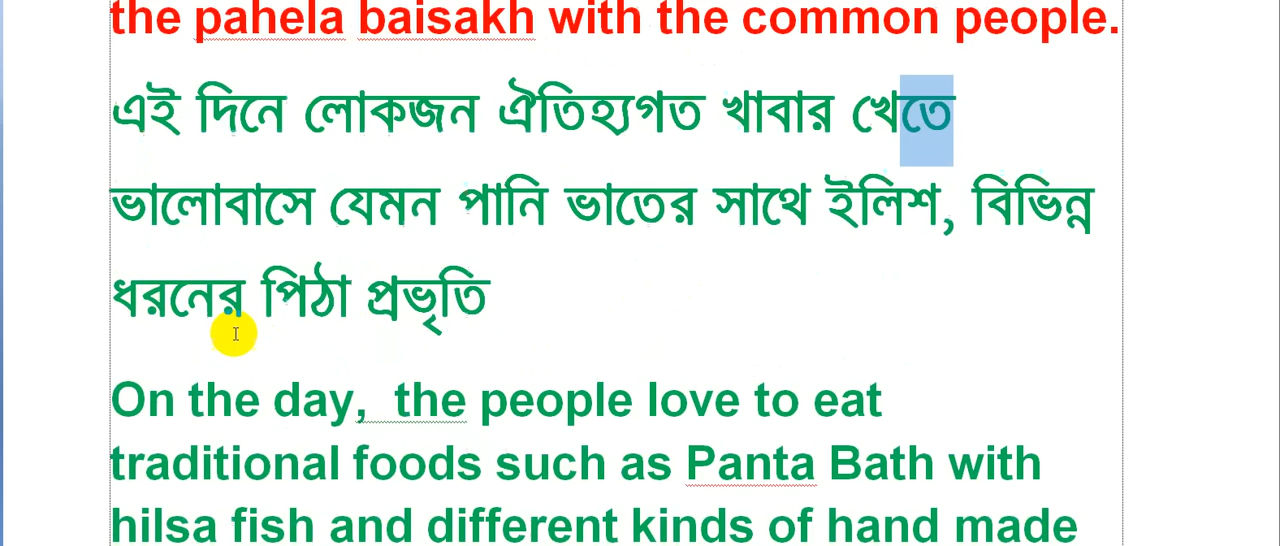 the pahela baisakh with the common people.
এই দিনে লোকজন ঐতিহ্যগত খাবার খেতে
ভালোবাসে যেমন পানি ভাতের সাথে ইলিশ, বিভিন্ন
ধরনের পিঠা প্রভৃতি
On the day,  the people love to eat
traditional foods such as Panta Bath with
hilsa fish and different kinds of hand made